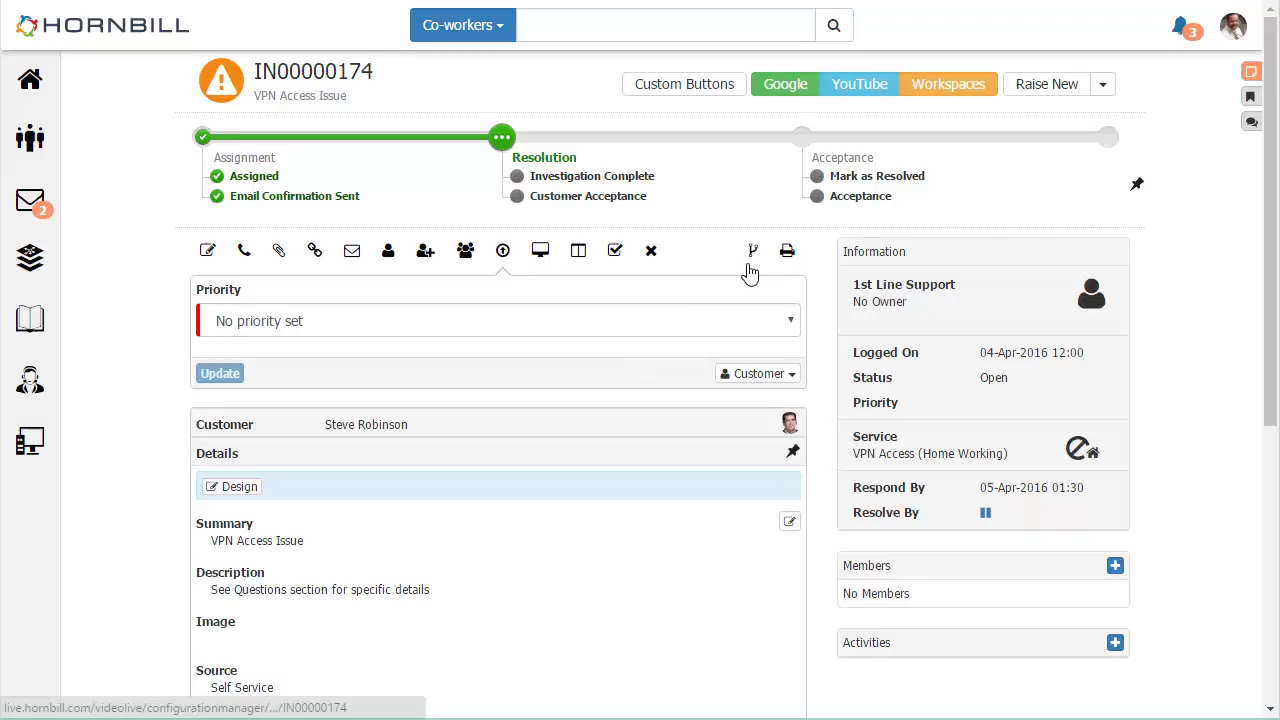 HORNBILL
Co-workers
3
IN00000174
VPN Access Issue
Custom Buttons
Google
YouTube
Workspaces
Raise New
Assignment
Assigned
Email Confirmation Sent
Resolution
Investigation Complete
Customer Acceptance
Acceptance
Mark as Resolved
Acceptance
2
Priority
No priority set
Update
Customer
Customer Steve Robinson
Details
Design
Summary
VPN Access Issue
Description
See Questions section for specific details
Image
Source
Self Service
Information
1st Line Support
No Owner
Logged On 04-Apr-2016 12:00
Status Open
Priority
Service
VPN Access (Home Working)
Respond By 05-Apr-2016 01:30
Resolve By
Members
No Members
Activities
live.hornbill.com/videolive/configurationmanager/.../IN00000174